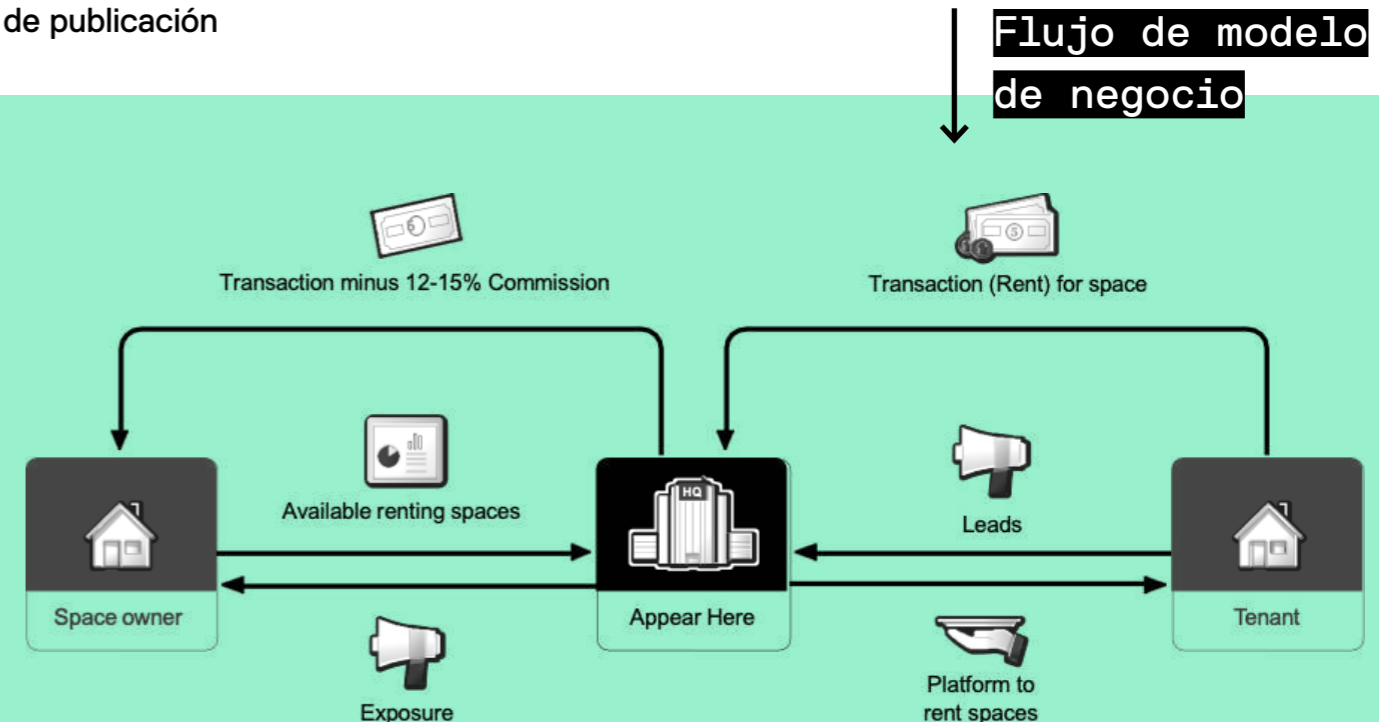 de publicación
Flujo de modelo
de negocio
Transaction minus 12-15% Commission
Transaction (Rent) for space
Available renting spaces
Leads
HQ
Space owner
Appear Here
Tenant
Exposure
Platform to
rent spaces